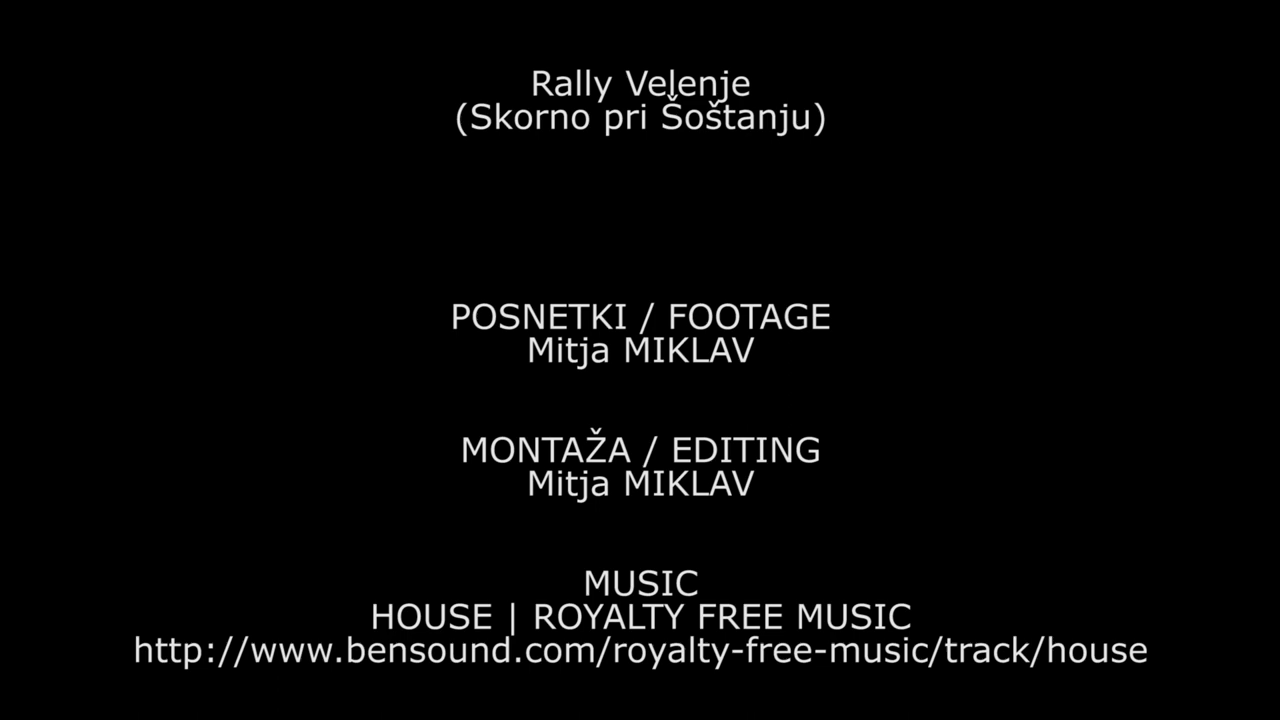 Rally Velenje
(Skorno pri Šoštanju)
POSNETKI / FOOTAGE
Mitja MIKLAV
MONTAŽA / EDITING
Mitja MIKLAV
MUSIC
HOUSE | ROYALTY FREE MUSIC
http://www.bensound.com/royalty-free-music/track/house